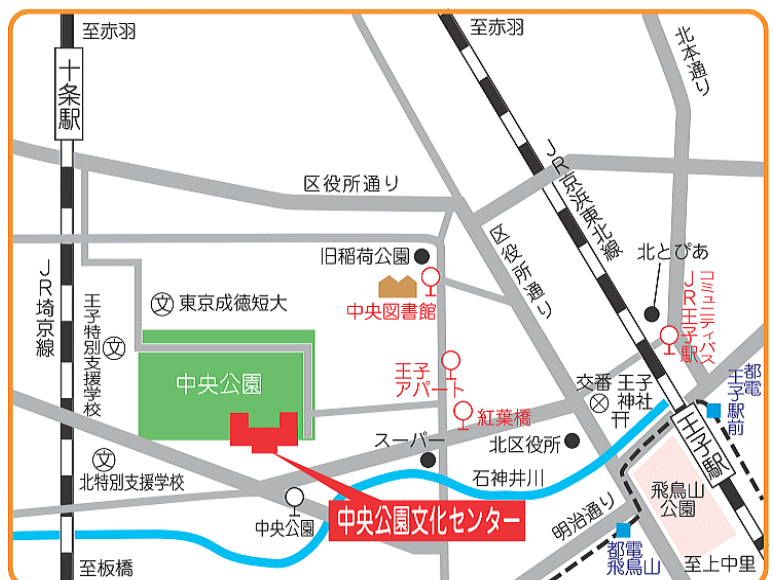 至赤羽
至赤羽
北本通り
十条駅
JR京浜東北線
区役所通り
区役所通り
旧稲荷公園
北とぴあ
JR埼京線
王子特別支援学校
文
文
東京成徳短大
中央図書館
コミュニティバス
JR王子駅
中央公園
王子
アパート
交番
王子
神社
都電
王子駅前
紅葉橋
スーパー
北区役所
王子駅
文
北特別支援学校
石神井川
飛鳥山
公園
中央公園
中央公園文化センター
明治通り
都電
飛鳥山
至板橋
至上中里